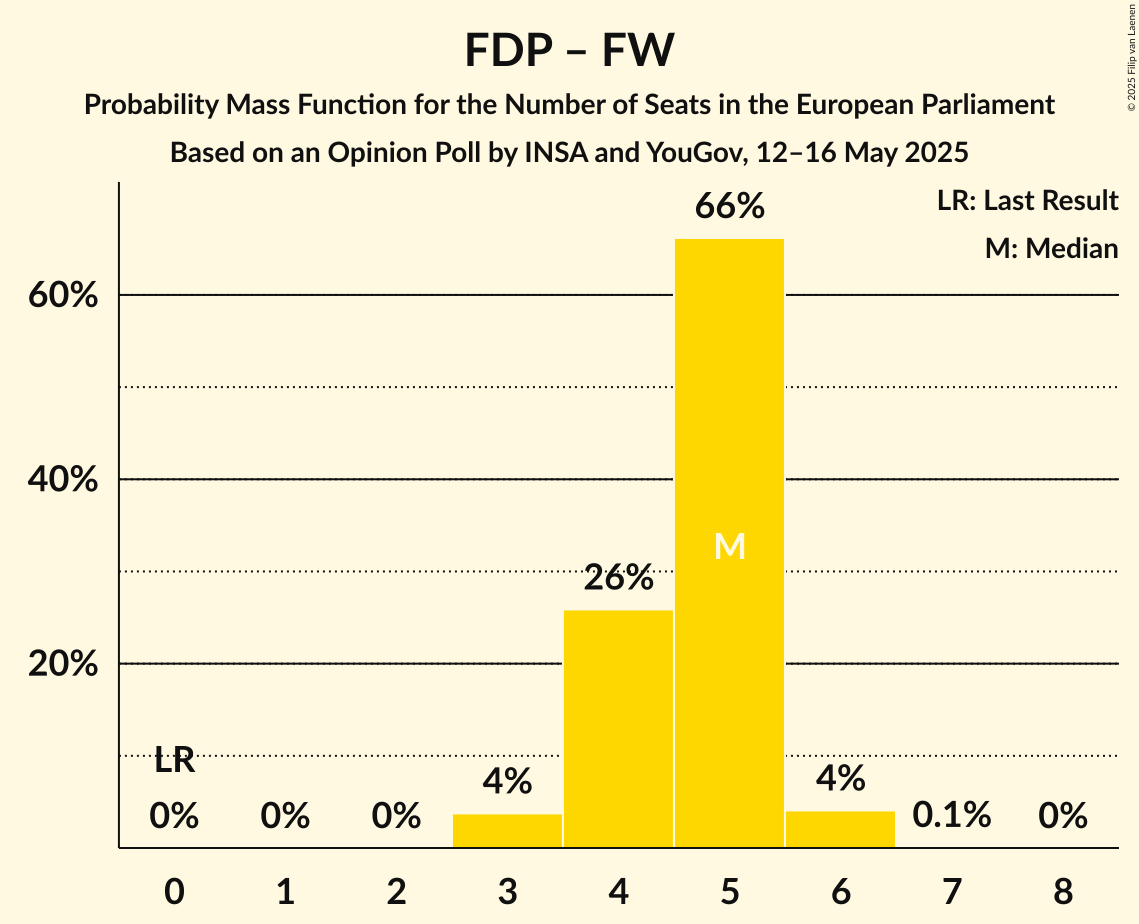 FDP – FW
Probability Mass Function for the Number of Seats in the European Parliament
Based on an Opinion Poll by INSA and YouGov, 12–16 May 2025
© 2025 Filip van Laenen
LR: Last Result
M: Median
60%
40%
20%
66%
M
26%
LR
0%
0%
0%
4%
4%
0.1%
0%
0 1 2 3 4 5 6 7 8